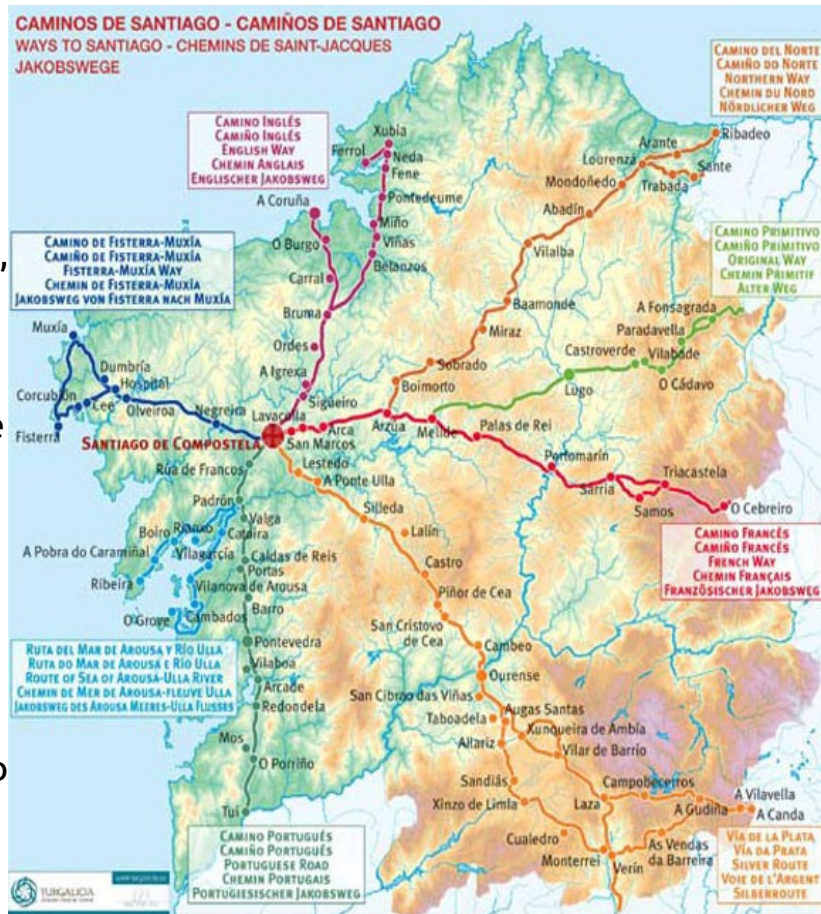 CAMINOS DE SANTIAGO - CAMIÑOS DE SANTIAGO
WAYS TO SANTIAGO - CHEMINS DE SAINT-JACQUES
JAKOBSWEGE
CAMINO DEL NORTE
CAMIÑO DO NORTE
NORTHERN WAY
CHEMIN DU NORD
NÖRDLICHER WEG
CAMINO INGLÉS
CAMIÑO INGLÉS
ENGLISH WAY
CHEMIN ANGLAIS
ENGLISCHER JAKOBSWEG
Xubia
Ferrol
Neda
Fene
Pontedeume
Miño
Viñas
Betanzos
A Coruña
O Burgo
Carral
Bruma
Ordes
A Igrexa
Sigüeiro
Ribadeo
Arante
Lourenzá
Sante
Trabada
Mondoñedo
Abadín
Vilalba
Baamonde
Miraz
Sobrado
Boimorto
CAMINO PRIMITIVO
CAMIÑO PRIMITIVO
ORIGINAL WAY
CHEMIN PRIMITIF
ALTER WEG
A Fonsagrada
Paradavella
Castroverde
Vilabade
O Cádavo
Lugo
CAMINO DE FISTERRA-MUXÍA
CAMIÑO DE FISTERRA-MUXÍA
FISTERRA-MUXÍA WAY
CHEMIN DE FISTERRA-MUXÍA
JAKOBSWEG VON FISTERRA NACH MUXÍA
Muxía
Dumbría
Hospital
Corcubión
Cee
Olveiroa
Negreira
Fisterra
SANTIAGO DE COMPOSTELA
Lavacolla
San Marcos
Arca
Arzúa
Melide
Palas de Rei
Portomarín
Sarria
Triacastela
Samos
O Cebreiro
CAMINO FRANCÉS
CAMIÑO FRANCÉS
FRENCH WAY
CHEMIN FRANÇAIS
FRANZÖSISCHER JAKOBSWEG
Rúa de Francos
Padrón
Valga
Boiro
Rianxo
Catoira
A Pobra do Caramiñal
Vilagarcía
Caldas de Reis
Portas
Ribeira
Vilanova de Arousa
Barro
O Grove
Cambados
Pontevedra
Vilaboa
Arcade
Redondela
Mos
O Porriño
Tui
RUTA DEL MAR DE AROUSA Y RÍO ULLA
RUTA DO MAR DE AROUSA E RÍO ULLA
ROUTE OF SEA OF AROUSA-ULLA RIVER
CHEMIN DE MER DE AROUSA-FLEUVE ULLA
JAKOBSWEG DES AROUSA MEERES-ULLA FLUSSES
Lestedo
A Ponte Ulla
Silleda
Lalín
Castro
Piñor de Cea
San Cristovo
de Cea
Cambeo
Ourense
San Cibrao das Viñas
Augas Santas
Taboadela
Xunqueira de Ambía
Allariz
Vilar de Barrio
Sandiás
Campobeceiros
A Vilavella
Xinzo de Limia
Laza
A Gudiña
A Canda
Cualedro
As Vendas
da Barreira
Monterrei
Verín
CAMINO PORTUGUÉS
CAMIÑO PORTUGUÉS
PORTUGUESE ROAD
CHEMIN PORTUGAIS
PORTUGIESISCHER JAKOBSWEG
VÍA DE LA PLATA
VÍA DA PRATA
SILVER ROUTE
VOIE DE L'ARGENT
SILBERROUTE
TURGALICIA